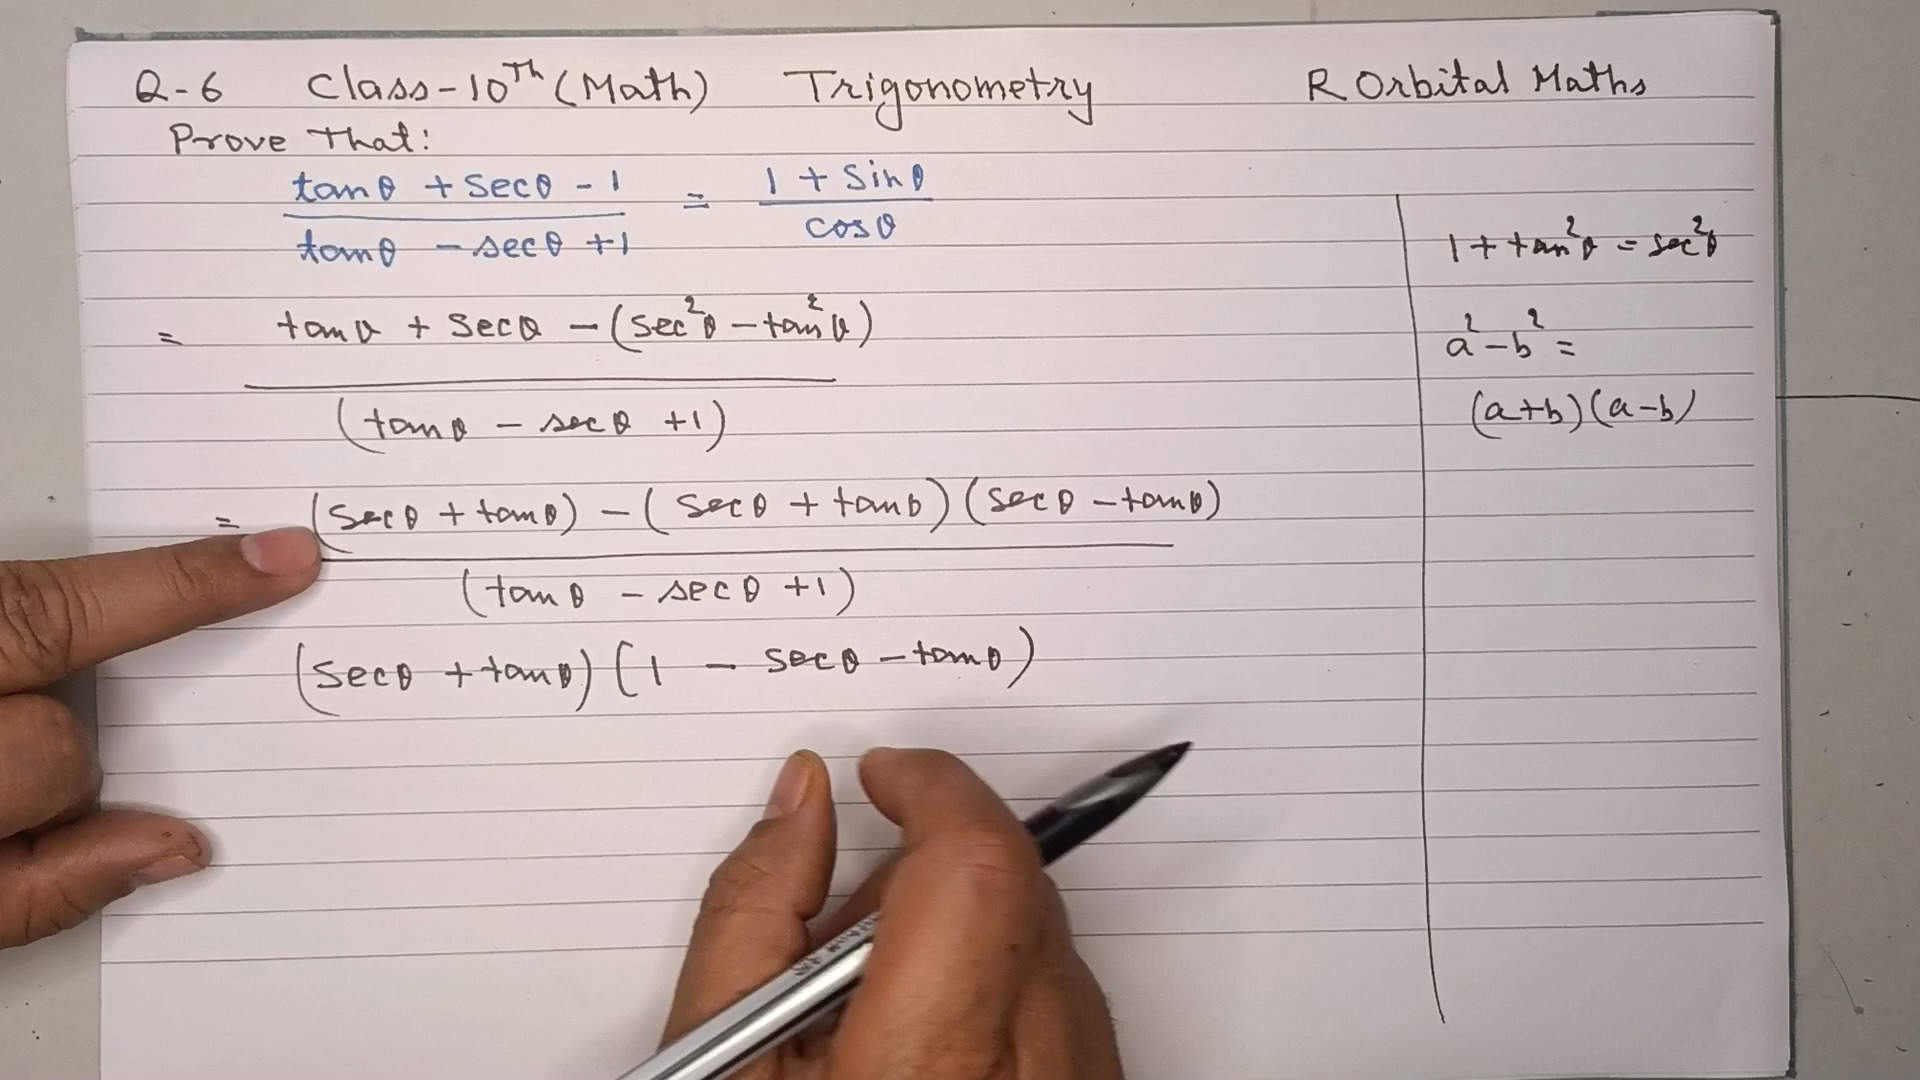 Q-6 Class-10Th (Math) Trigonometry R Orbital Maths
Prove That:
tanθ + secθ - 1 = 1 + Sinθ
tanθ - secθ + 1 cosθ
= tanθ + Secθ - (sec²θ - tan²θ)
(tanθ - secθ + 1)
= (Secθ + tanθ) - (Secθ + tanθ)(secθ - tanθ)
(tanθ - secθ + 1)
(Secθ + tanθ)(1 - secθ - tanθ)
1 + tan²θ = sec²θ
a² - b² =
(a+b)(a-b)